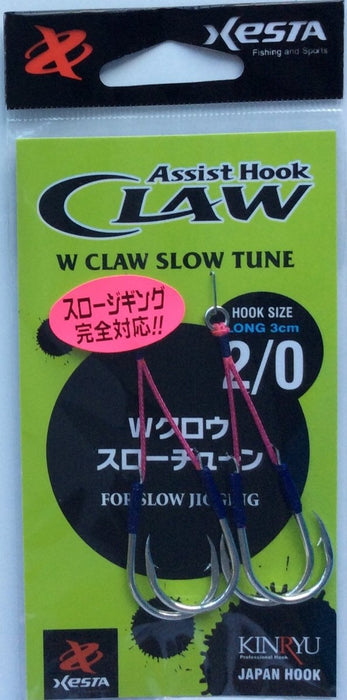 XESTA
Fishing and Sports
Assist Hook
CLAW
W CLAW SLOW TUNE
スロージギング
完全対応!!
HOOK SIZE
LONG 3cm
2/0
Wクロウ
スローチューン
FOR SLOW JIGGING
XESTA
KINRYU
Professional Hook
JAPAN HOOK